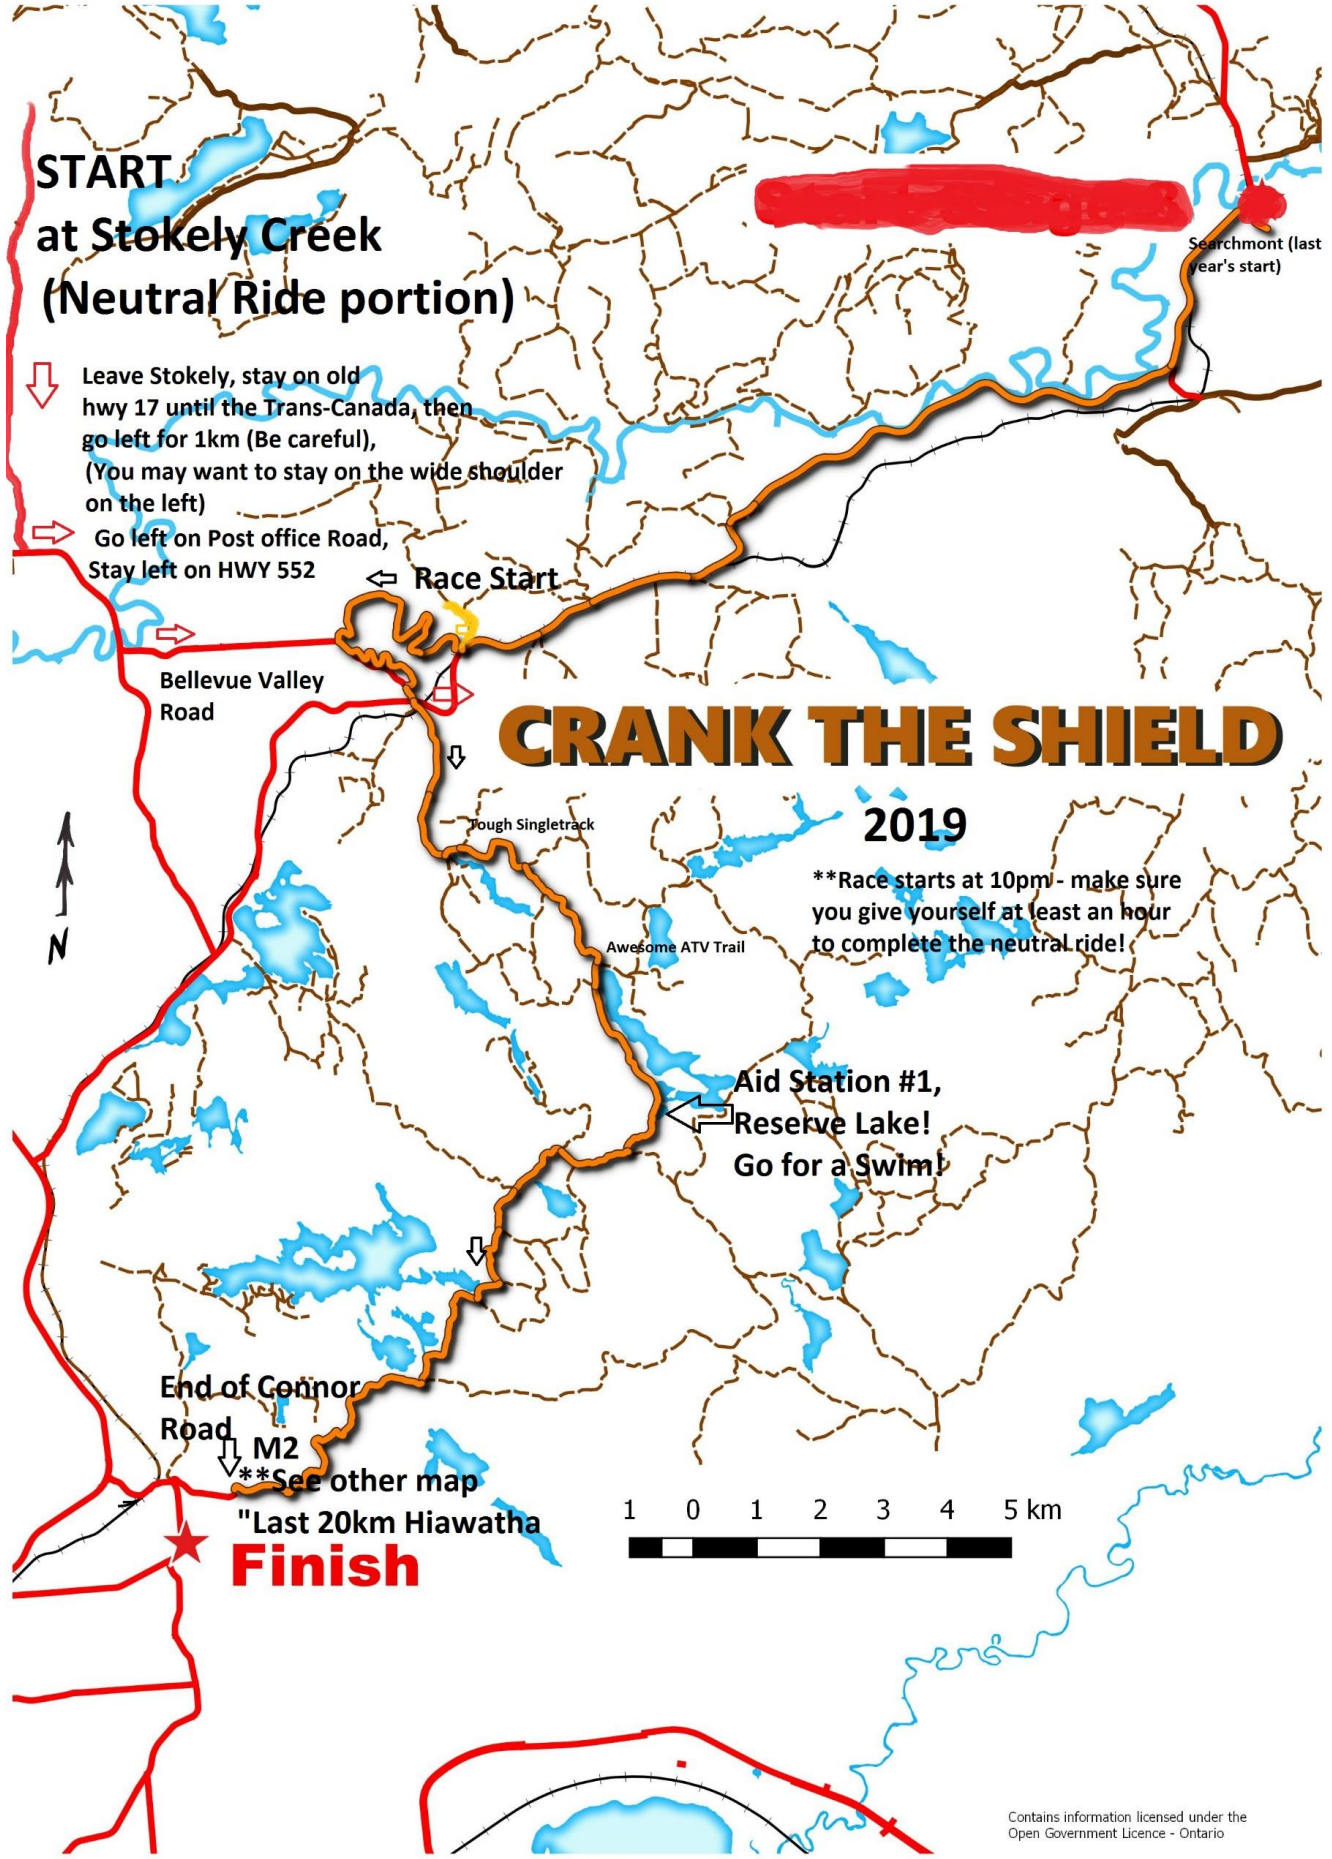 START
at Stokely Creek
(Neutral Ride portion)
Searchmont (last
year's start)
Leave Stokely, stay on old
hwy 17 until the Trans-Canada, then
go left for 1km (Be careful),
(You may want to stay on the wide shoulder
on the left)
Go left on Post office Road,
Stay left on HWY 552
Race Start
Bellevue Valley
Road
CRANK THE SHIELD
2019
Tough Singletrack
**Race starts at 10pm - make sure
you give yourself at least an hour
to complete the neutral ride!
Awesome ATV Trail
N
Aid Station #1,
Reserve Lake!
Go for a Swim!
End of Connor
Road
M2
**See other map
"Last 20km Hiawatha
Finish
1 0 1 2 3 4 5 km
Contains information licensed under the
Open Government Licence - Ontario